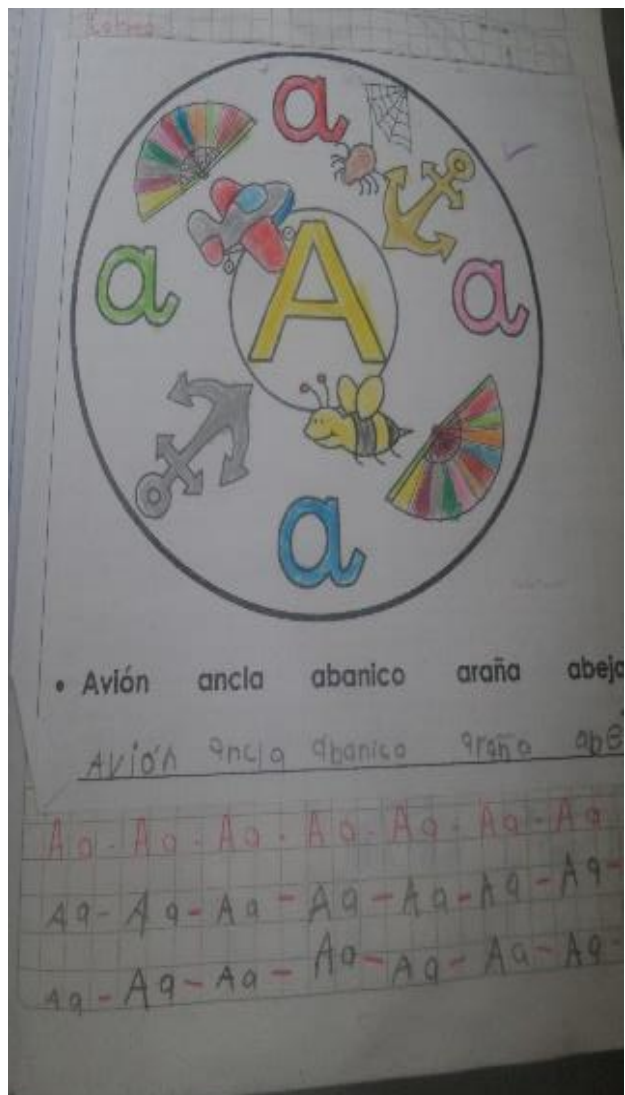 a
a A a
a
• Avión ancla abanico araña abeja
Avión ancla abanico araña abe
Aa - Aa - Aa - Aa - Aa - Aa - Aa
Aa - Aa - Aa - Aa - Aa - Aa - Aa -
Aa - Aa - Aa - Aa - Aa - Aa - Aa -